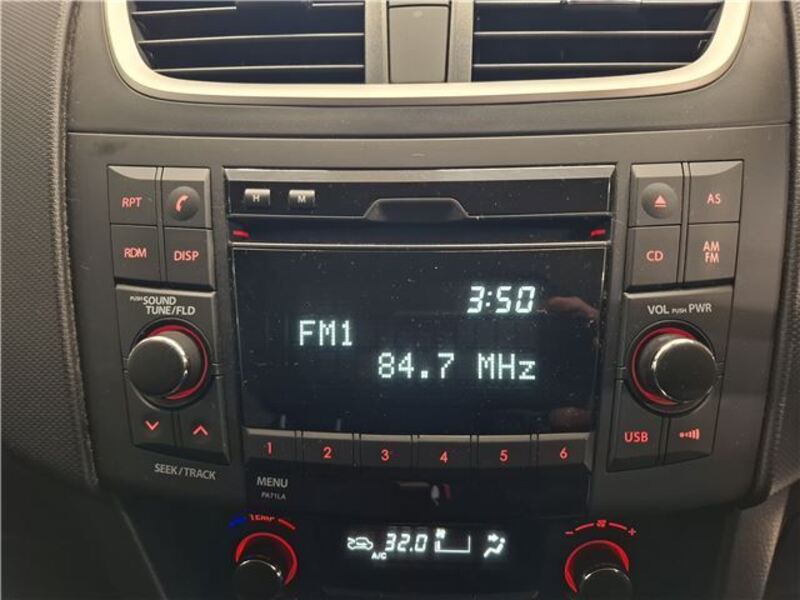 H M
RPT
RDM DISP
PUSH SOUND
TUNE/FLD
SEEK/TRACK
3:50
FM1
84.7 MHz
1 2 3 4 5 6
MENU
PA71LA
AS
CD AM
FM
VOL PUSH PWR
USB
TEMP
A/C 32.0
- +